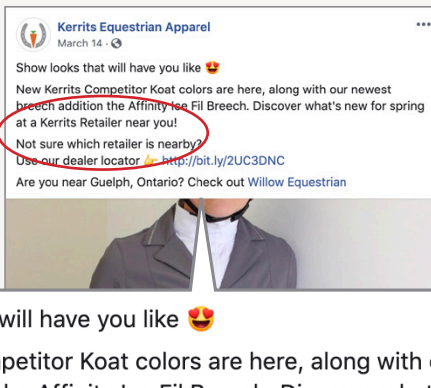 Kerrits Equestrian Apparel
March 14 ·
Show looks that will have you like 😍
New Kerrits Competitor Koat colors are here, along with our newest
breech addition the Affinity Ice Fil Breech. Discover what's new for spring
at a Kerrits Retailer near you!
Not sure which retailer is nearby?
Use our dealer locator 👉 http://bit.ly/2UC3DNC
Are you near Guelph, Ontario? Check out Willow Equestrian
will have you like 😍
petitor Koat colors are here, along with